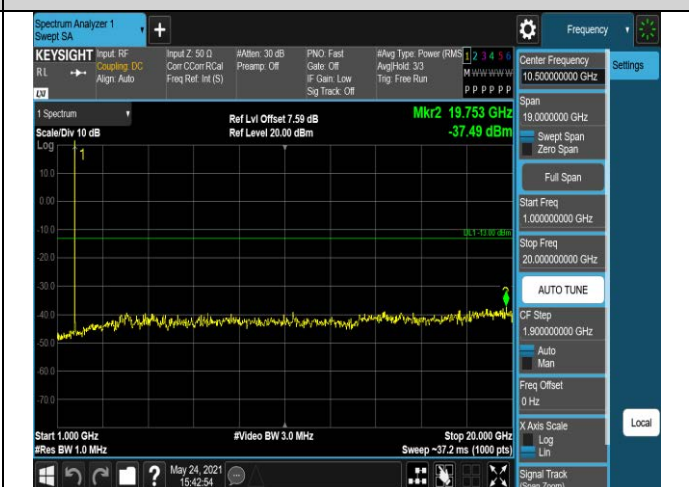 Spectrum Analyzer 1
Swept SA
+
Frequency
KEYSIGHT
RL
LXI
Input: RF
Coupling: DC
Align: Auto
Input Z: 50 Ω
Corr CCorr RCal
Freq Ref: Int (S)
#Atten: 30 dB
Preamp: Off
PNO: Fast
Gate: Off
IF Gain: Low
Sig Track: Off
#Avg Type: Power (RMS
Avg|Hold: 3/3
Trig: Free Run
1 2 3 4 5 6
M W W W W W
P P P P P P
1 Spectrum
Scale/Div 10 dB
Log
Ref Lvl Offset 7.59 dB
Ref Level 20.00 dBm
Mkr2 19.753 GHz
-37.49 dBm
1
10.0
0.00
-10.0
DL1 -13.00 dBm
-20.0
-30.0
2
-40.0
-50.0
-60.0
-70.0
Start 1.000 GHz
#Res BW 1.0 MHz
#Video BW 3.0 MHz
Stop 20.000 GHz
Sweep ~37.2 ms (1000 pts)
?
May 24, 2021
15:42:54
Center Frequency
10.500000000 GHz
Settings
Span
19.0000000 GHz
Swept Span
Zero Span
Full Span
Start Freq
1.000000000 GHz
Stop Freq
20.000000000 GHz
AUTO TUNE
CF Step
1.900000000 GHz
Auto
Man
Freq Offset
0 Hz
X Axis Scale
Log
Lin
Local
Signal Track
(Span Zoom)